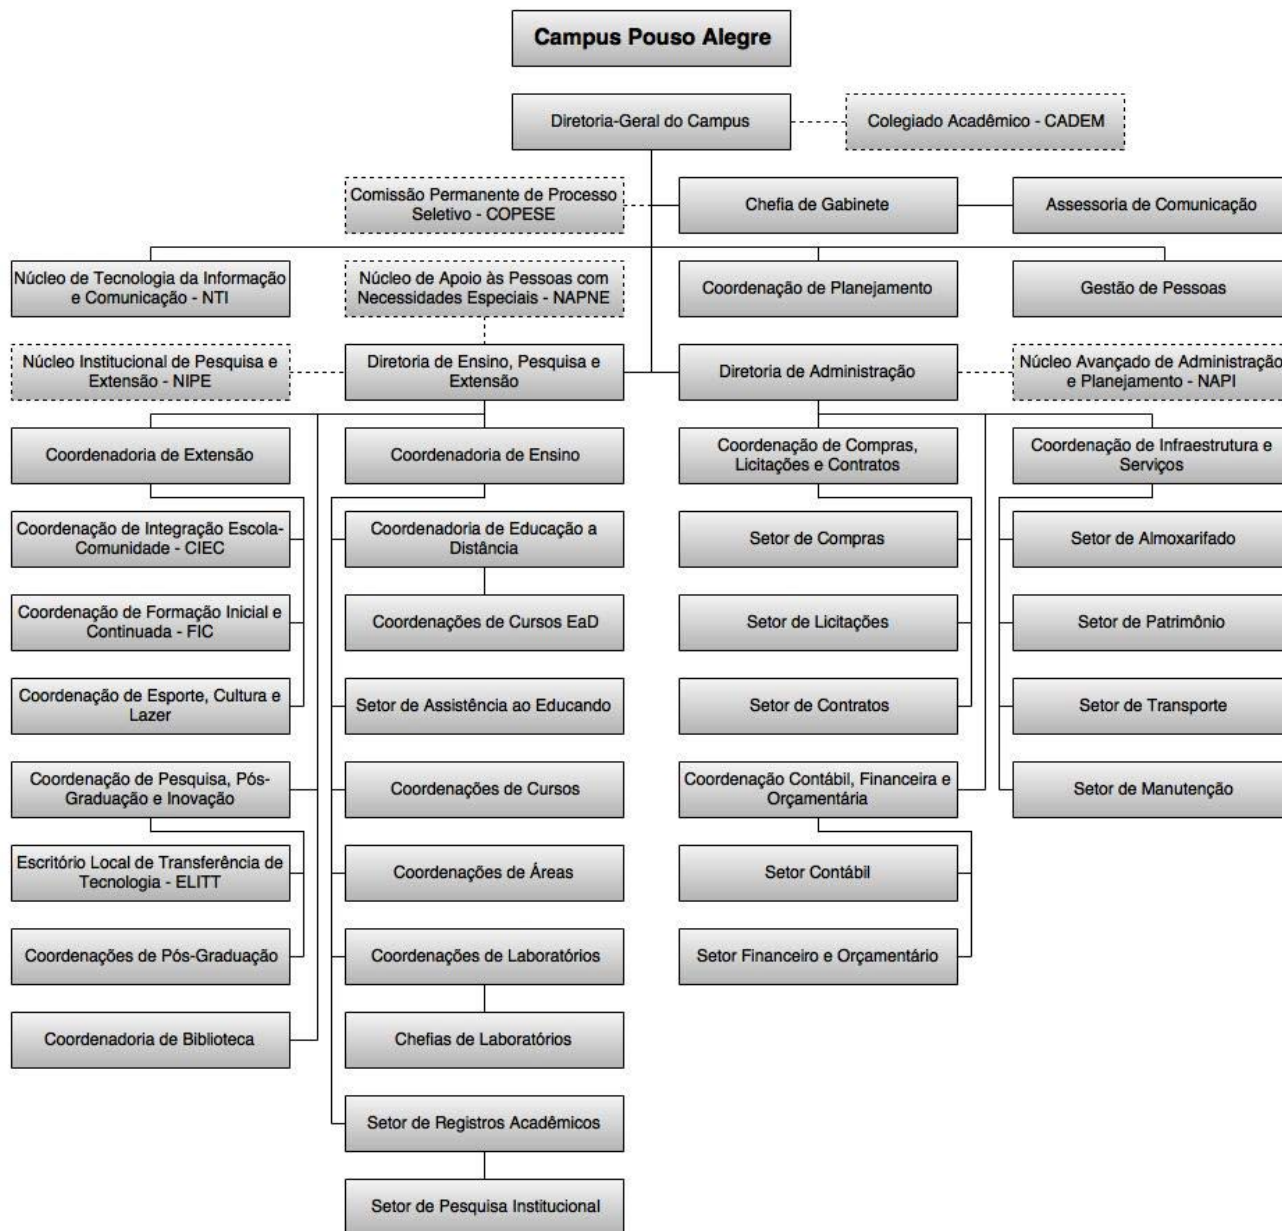 Campus Pouso Alegre
Diretoria-Geral do Campus
Colegiado Acadêmico - CADEM
Comissão Permanente de Processo
Seletivo - COPESE
Chefia de Gabinete
Assessoria de Comunicação
Núcleo de Tecnologia da Informação
e Comunicação - NTI
Núcleo de Apoio às Pessoas com
Necessidades Especiais - NAPNE
Coordenação de Planejamento
Gestão de Pessoas
Núcleo Institucional de Pesquisa e
Extensão - NIPE
Diretoria de Ensino, Pesquisa e
Extensão
Diretoria de Administração
Núcleo Avançado de Administração
e Planejamento - NAPI
Coordenadoria de Extensão
Coordenadoria de Ensino
Coordenação de Compras,
Licitações e Contratos
Coordenação de Infraestrutura e
Serviços
Coordenação de Integração Escola-
Comunidade - CIEC
Coordenadoria de Educação a
Distância
Setor de Compras
Setor de Almoxarifado
Coordenação de Formação Inicial e
Continuada - FIC
Coordenações de Cursos EaD
Setor de Licitações
Setor de Patrimônio
Coordenação de Esporte, Cultura e
Lazer
Setor de Assistência ao Educando
Setor de Contratos
Setor de Transporte
Coordenação de Pesquisa, Pós-
Graduação e Inovação
Coordenações de Cursos
Coordenação Contábil, Financeira e
Orçamentária
Setor de Manutenção
Escritório Local de Transferência de
Tecnologia - ELITT
Coordenações de Áreas
Setor Contábil
Coordenações de Pós-Graduação
Coordenações de Laboratórios
Setor Financeiro e Orçamentário
Coordenadoria de Biblioteca
Chefias de Laboratórios
Setor de Registros Acadêmicos
Setor de Pesquisa Institucional